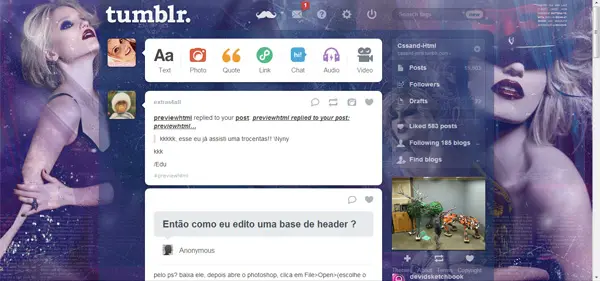 tumblr.
1
Search tags
Aa
Text
Photo
Quote
Link
hi!
Chat
Audio
Video
Cssand-Html
Posts
Followers
Drafts
Liked 583 posts
Following 185 blogs
Find blogs
previewhtml replied to your post: previewhtml replied to your post:
previewhtml...
kkkkk, esse eu já assisti uma trocentas!! \Nyny
kkk
/Edu
#previewhtml
Então como eu edito uma base de header ?
Anonymous
pelo ps? baixa ele, depois abre o photoshop, clica em File>Open>(escolhe o
Themes About Terms Copyright
devidsketchbook